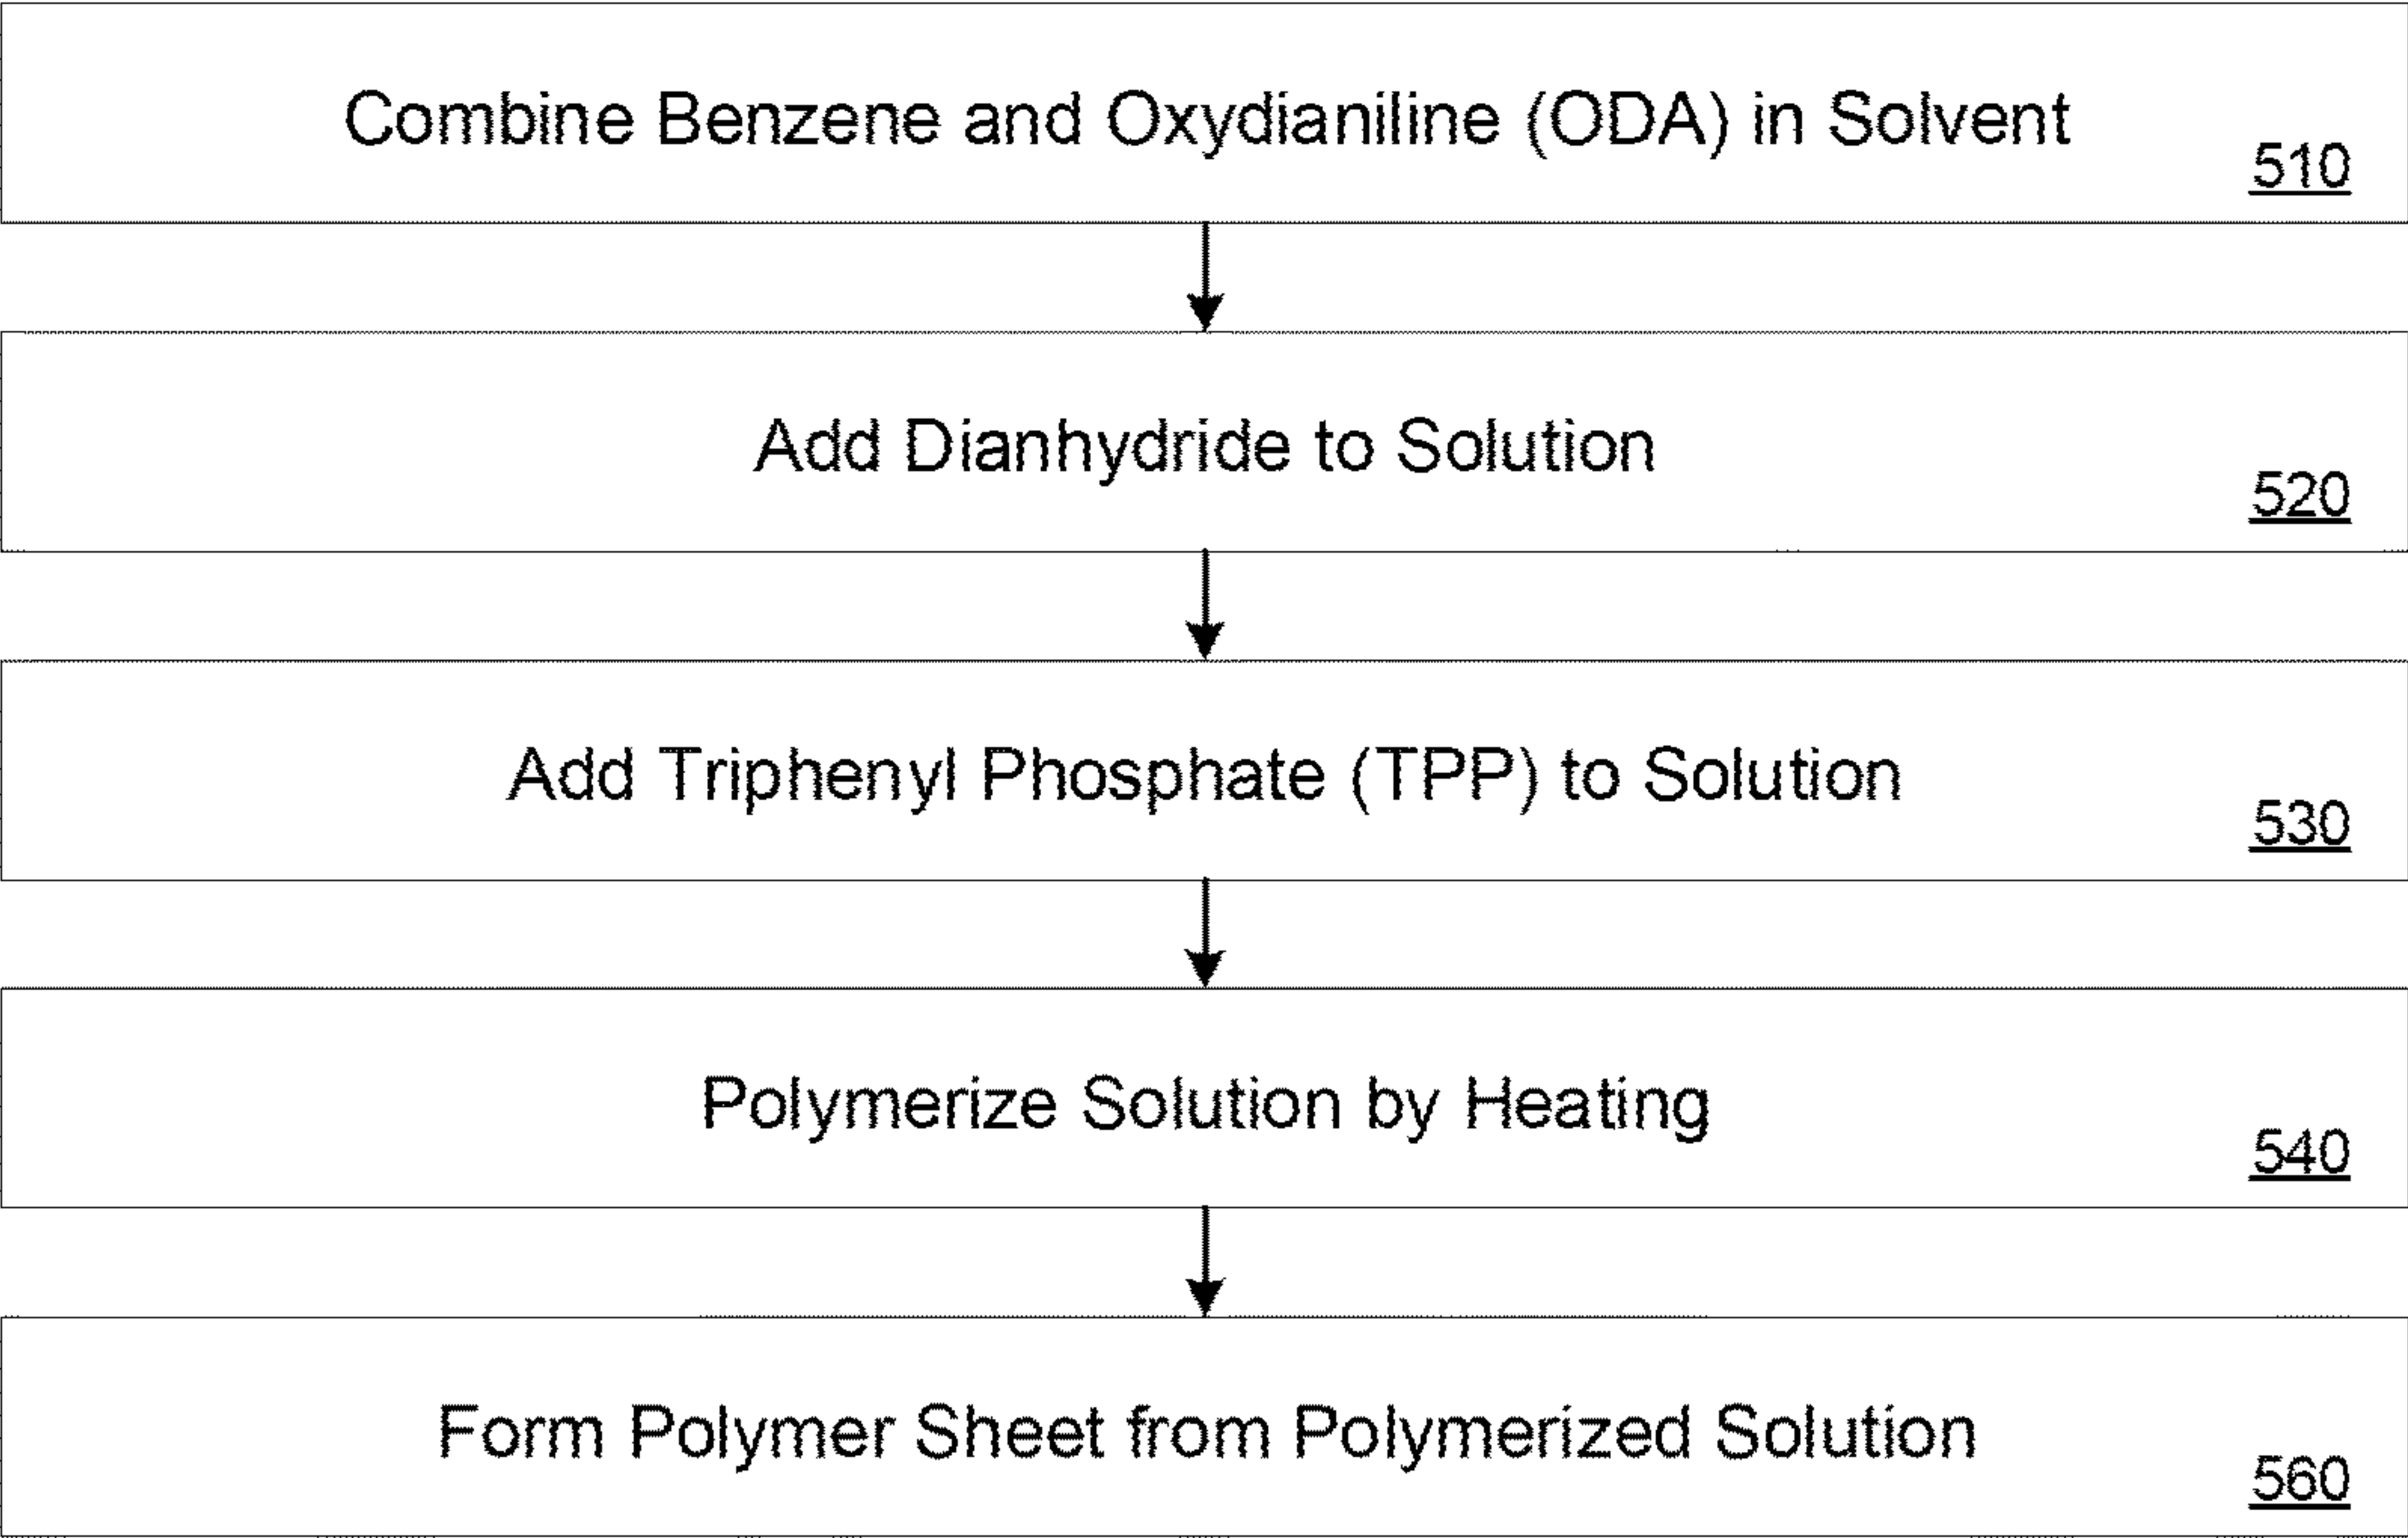 Combine Benzene and Oxydianiline (ODA) in Solvent
510
Add Dianhydride to Solution
520
Add Triphenyl Phosphate (TPP) to Solution
530
Polymerize Solution by Heating
540
Form Polymer Sheet from Polymerized Solution
560